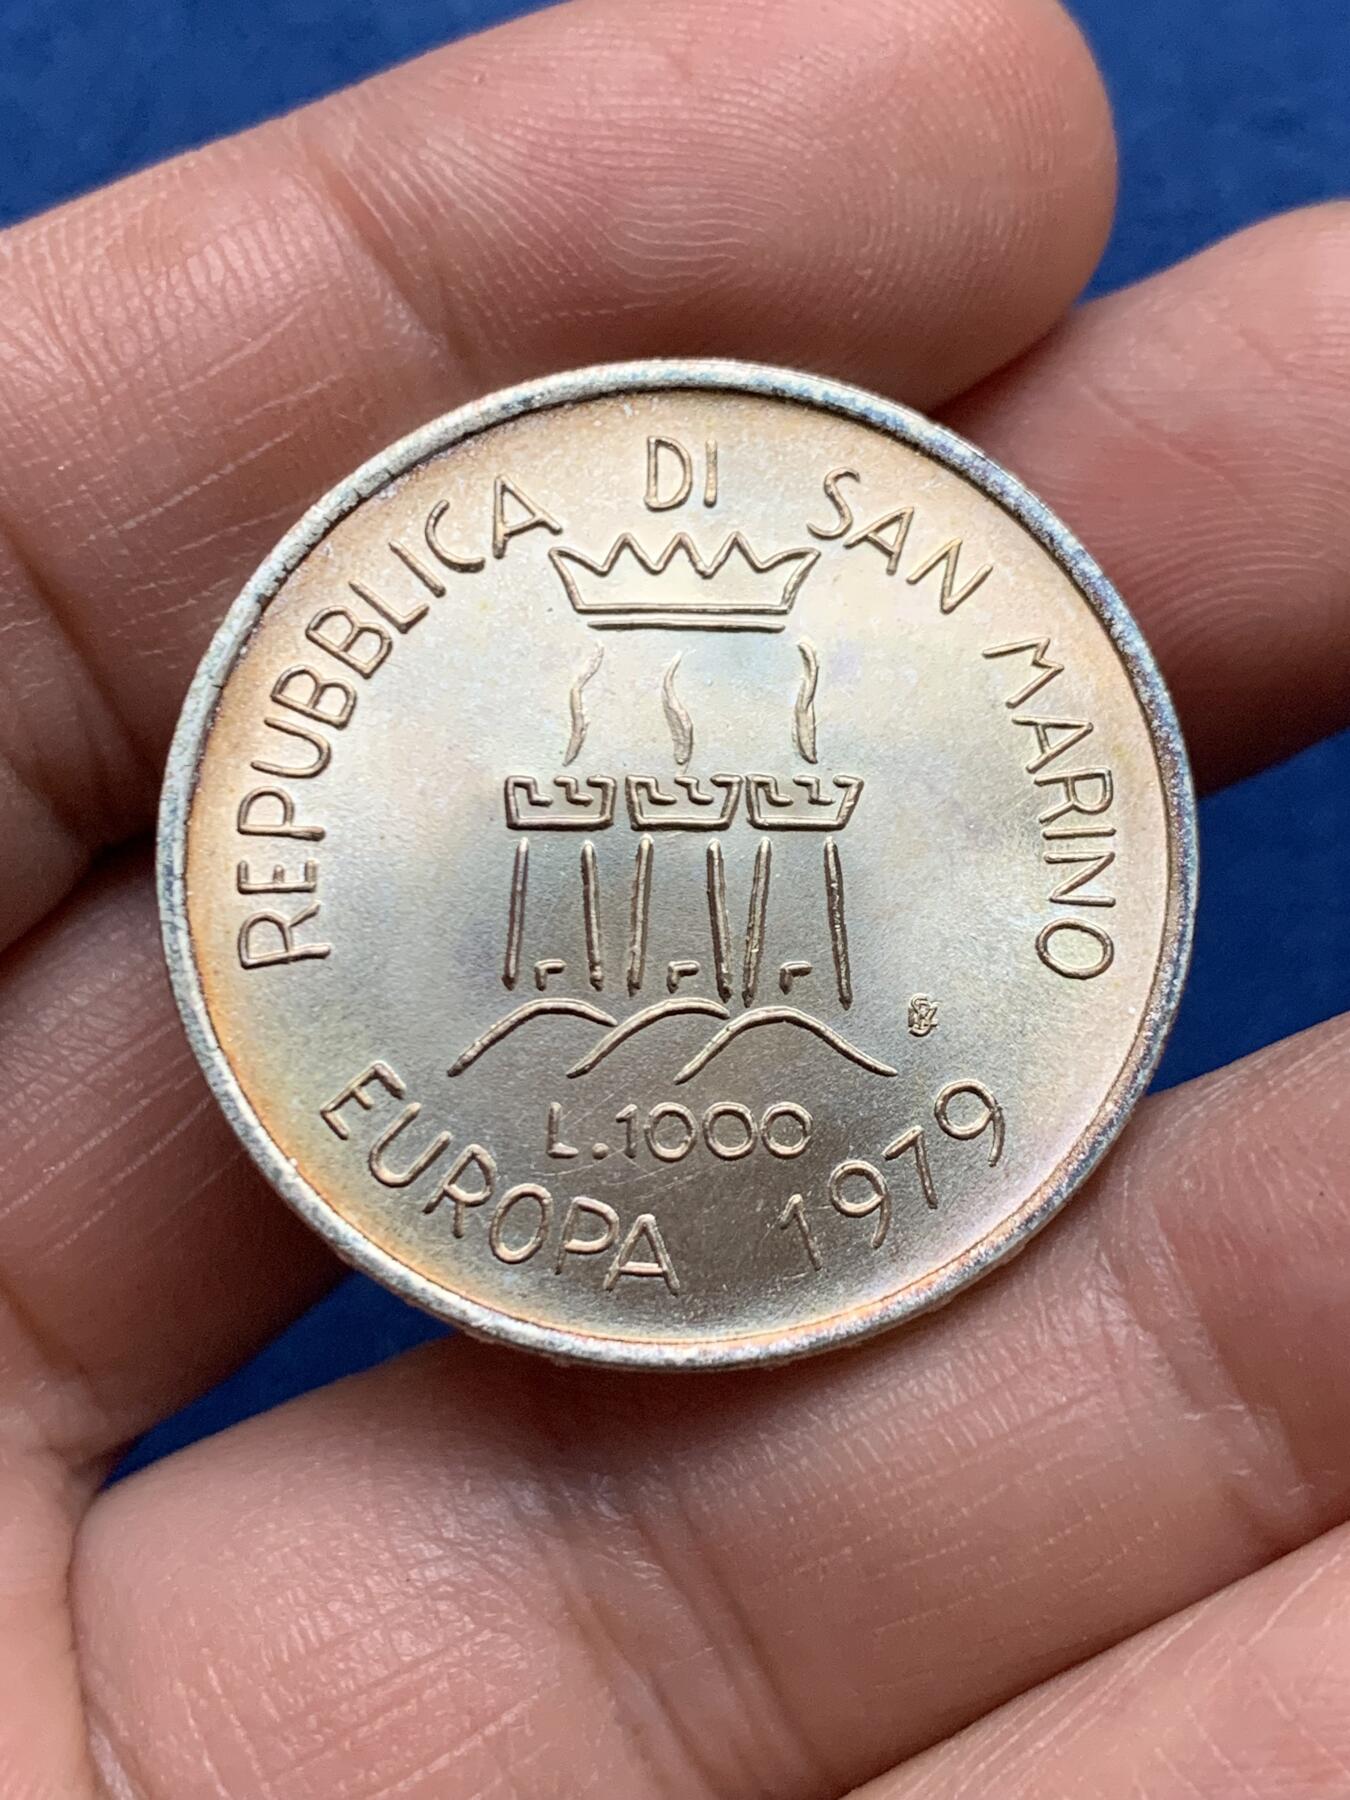 REPUBBLICA DI SAN MARINO
L.1000
EUROPA 1979